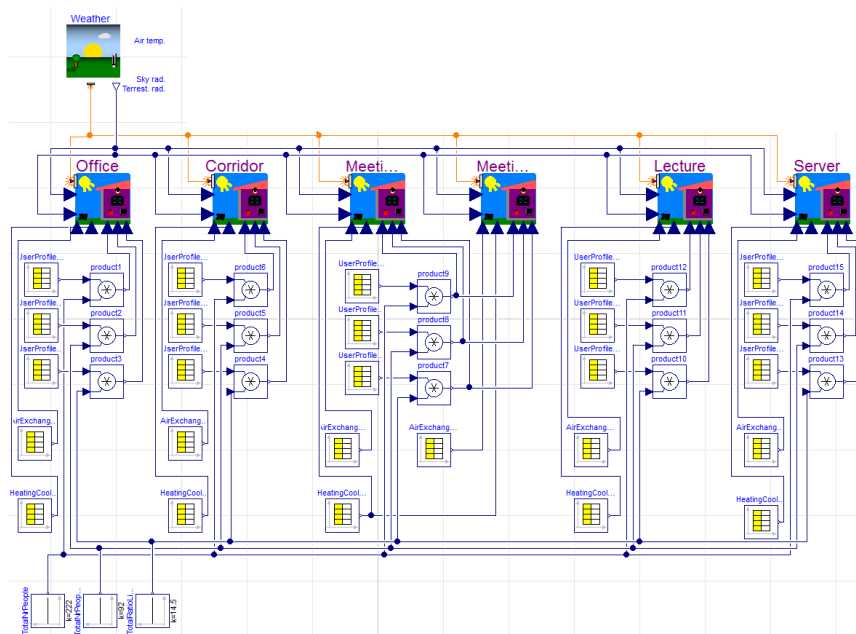 Weather
Air temp.
Sky rad.
Terrest. rad.
Office
Corridor
Meeti...
Meeti...
Lecture
Server
UserProfile...
product1
UserProfile...
product2
UserProfile...
product3
AirExchang...
HeatingCool...
UserProfile...
product6
UserProfile...
product5
UserProfile...
product4
AirExchang...
HeatingCool...
UserProfile...
product9
UserProfile...
product8
UserProfile...
product7
AirExchang...
AirExchang...
HeatingCool...
UserProfile...
product12
UserProfile...
product11
UserProfile...
product10
AirExchang...
HeatingCool...
UserProfile...
product15
UserProfile...
product14
UserProfile...
product13
AirExchang...
HeatingCool...
TotalNrPeople
k=222
TotalNrPeop...
k=92
TotalRatioLi...
k=14.5